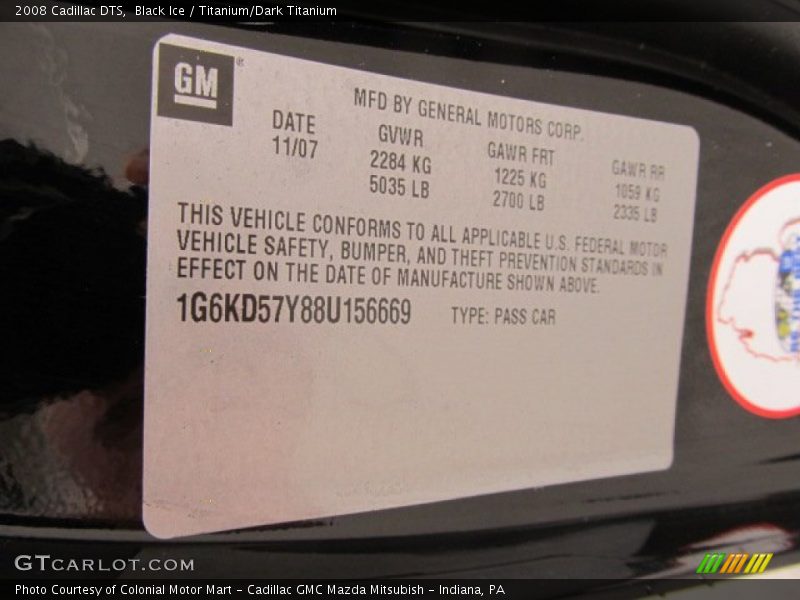 2008 Cadillac DTS, Black Ice / Titanium/Dark Titanium
GM®
MFD BY GENERAL MOTORS CORP.
DATE GVWR GAWR FRT GAWR RR
11/07 2284 KG 1225 KG 1059 KG
5035 LB 2700 LB 2335 LB
THIS VEHICLE CONFORMS TO ALL APPLICABLE U.S. FEDERAL MOTOR
VEHICLE SAFETY, BUMPER, AND THEFT PREVENTION STANDARDS IN
EFFECT ON THE DATE OF MANUFACTURE SHOWN ABOVE.
1G6KD57Y88U156669 TYPE: PASS CAR
GTCARLOT.COM
Photo Courtesy of Colonial Motor Mart - Cadillac GMC Mazda Mitsubish - Indiana, PA